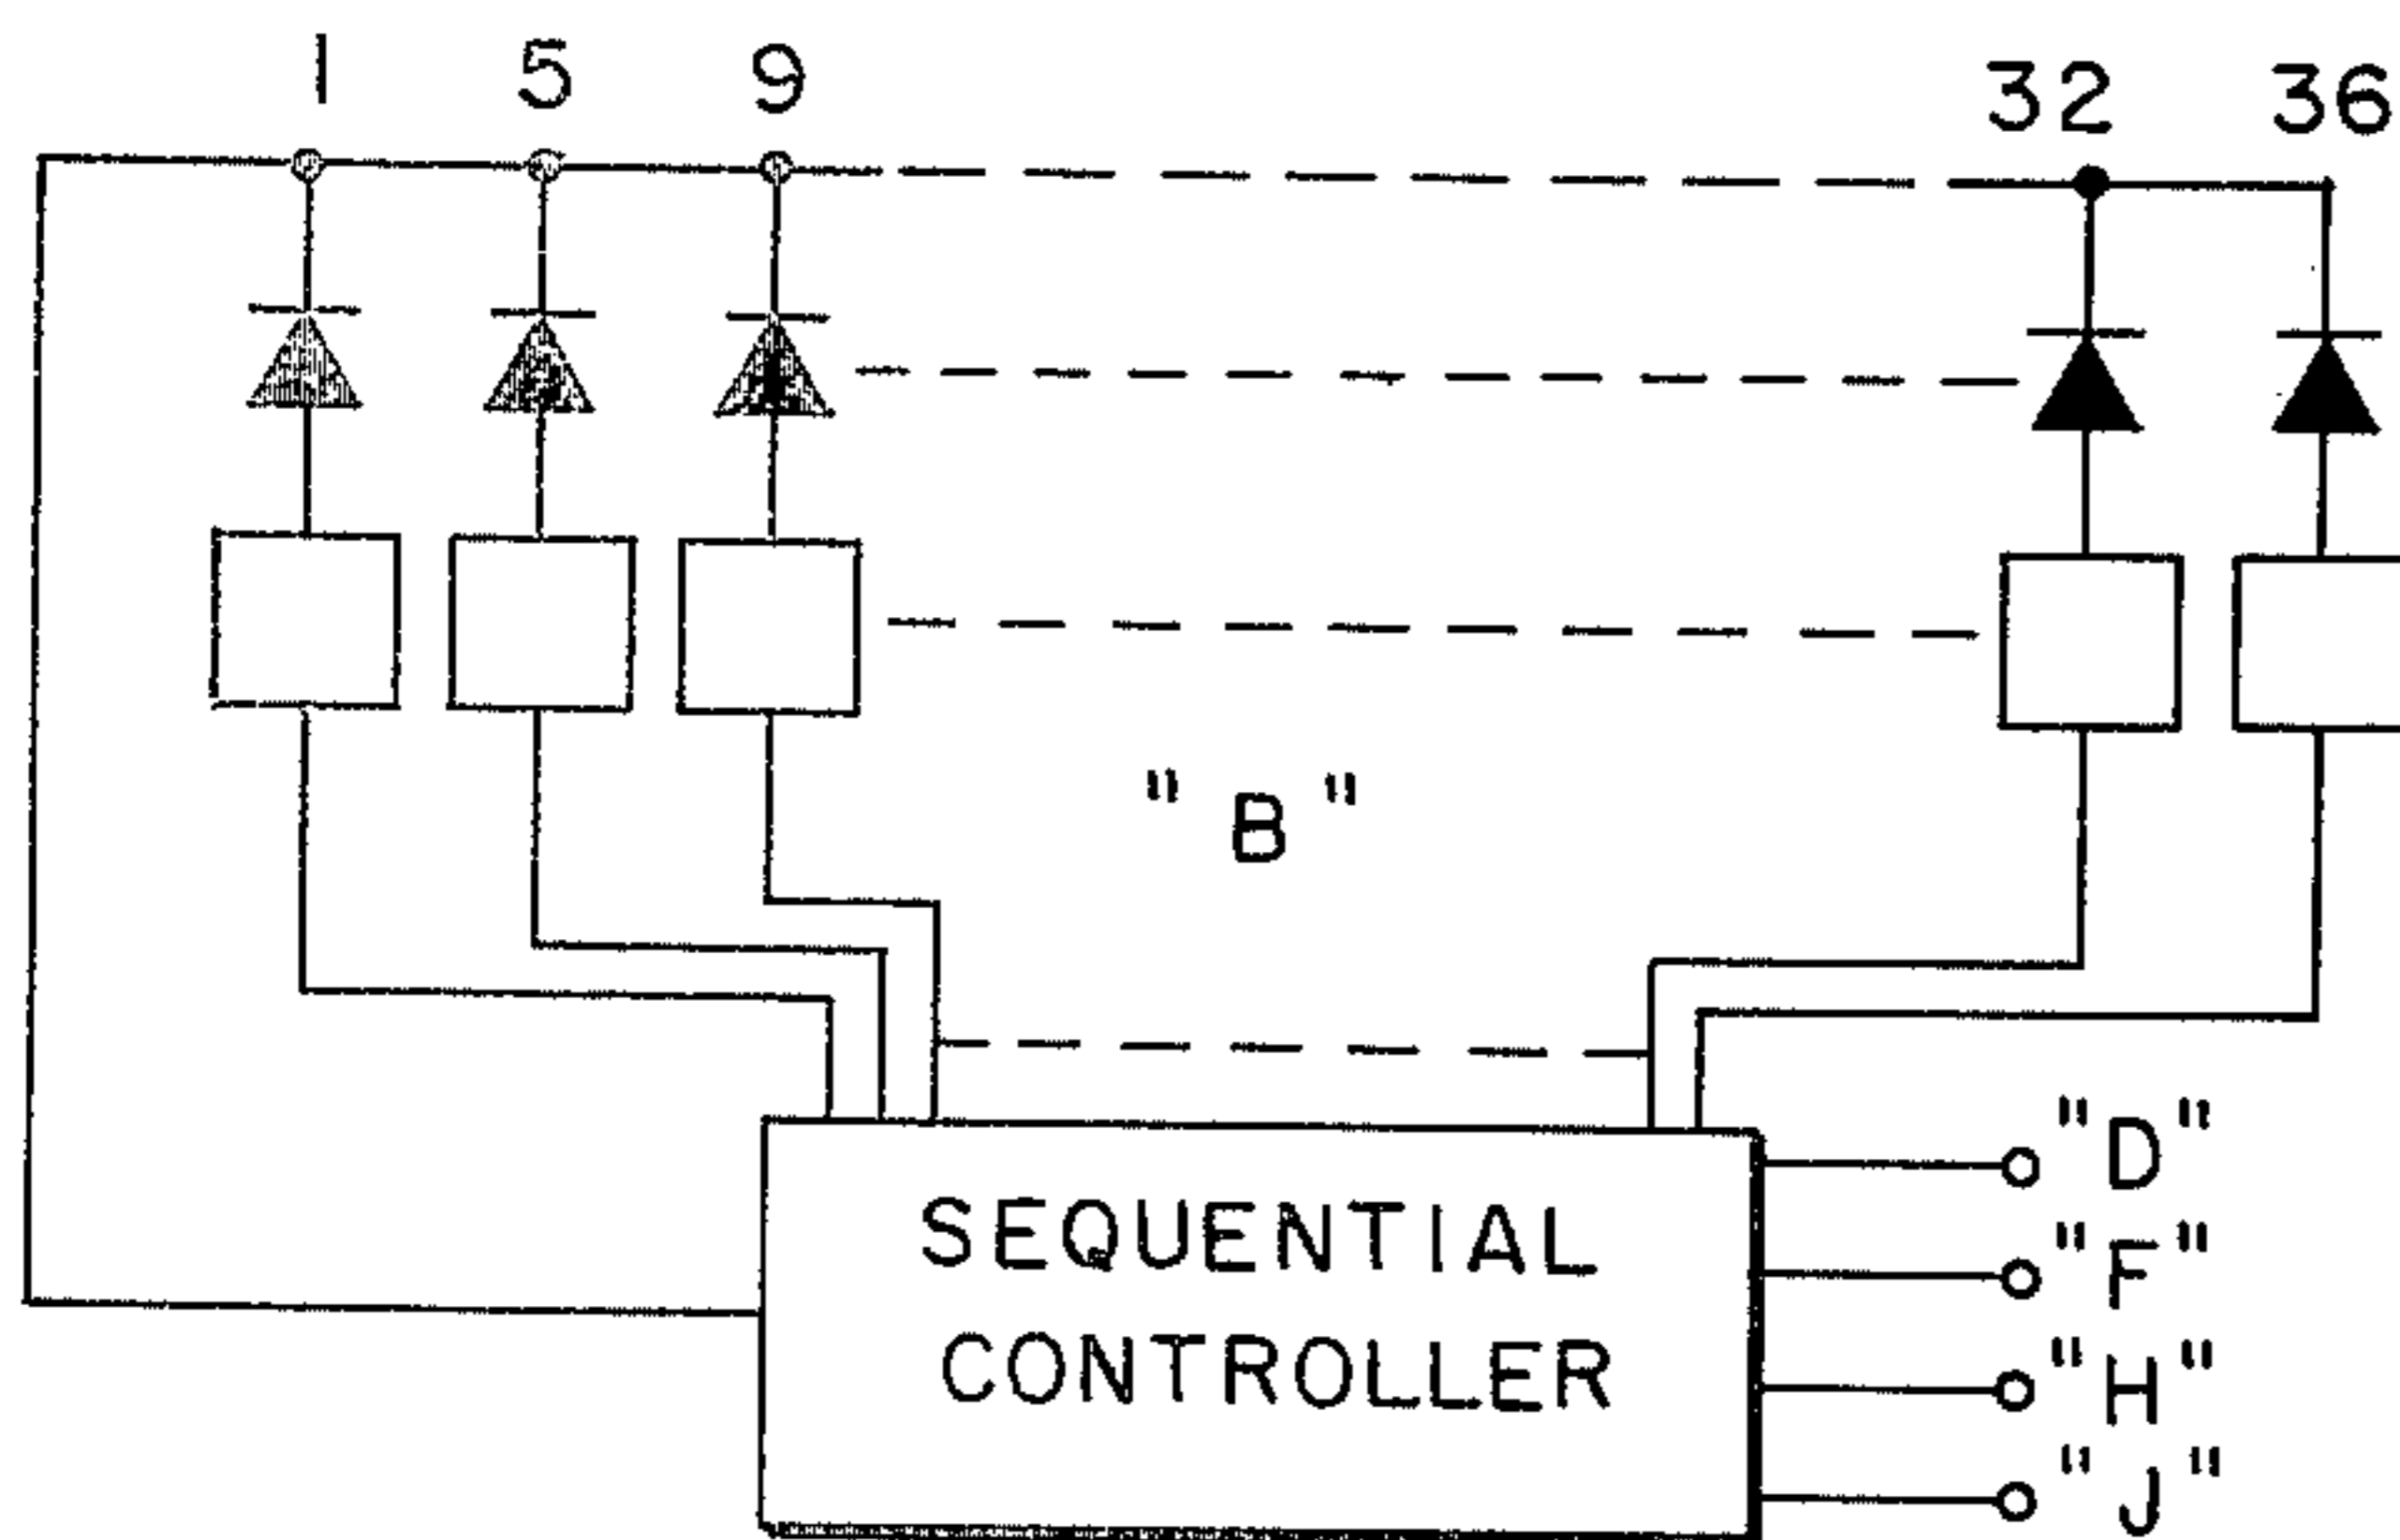 1 5 9 32 36
" B "
"D"
SEQUENTIAL
"F"
CONTROLLER
"H"
"J"